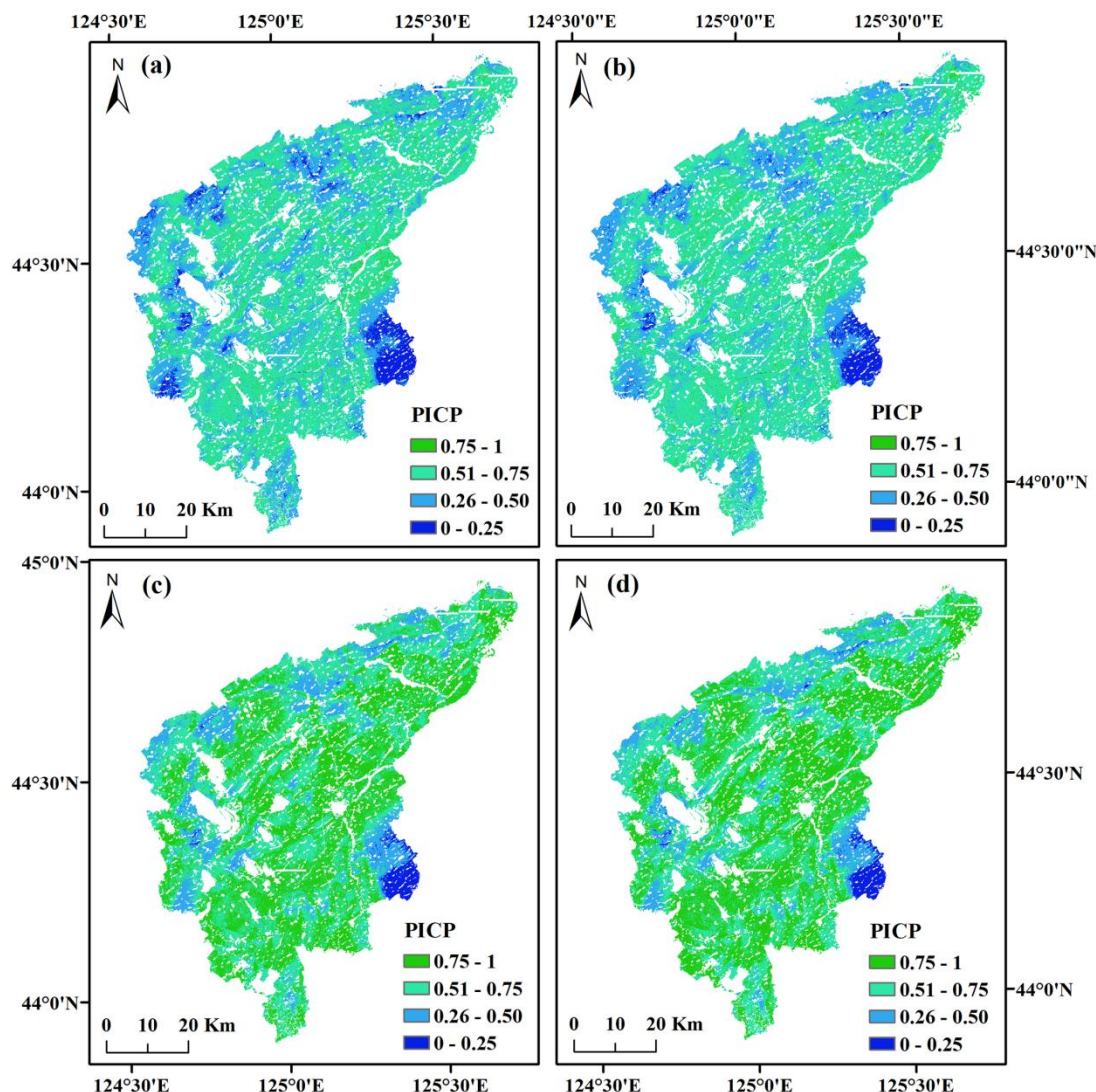 124°30'E 125°0'E 125°30'E 124°30'0"E 125°0'0"E 125°30'0"E
N (a) N (b)
44°30'N 44°30'0"N
PICP PICP
0.75 - 1 0.75 - 1
0.51 - 0.75 0.51 - 0.75
44°0'N 0.26 - 0.50 0.26 - 0.50 44°0'0"N
0 10 20 Km 0 - 0.25 0 10 20 Km 0 - 0.25
45°0'N
N (c) N (d)
44°30'N 44°30'N
PICP PICP
0.75 - 1 0.75 - 1
44°0'N 0.51 - 0.75 0.51 - 0.75 44°0'N
0 10 20 Km 0.26 - 0.50 0 10 20 Km 0.26 - 0.50
0 - 0.25 0 - 0.25
124°30'E 125°0'E 125°30'E 124°30'E 125°0'E 125°30'E